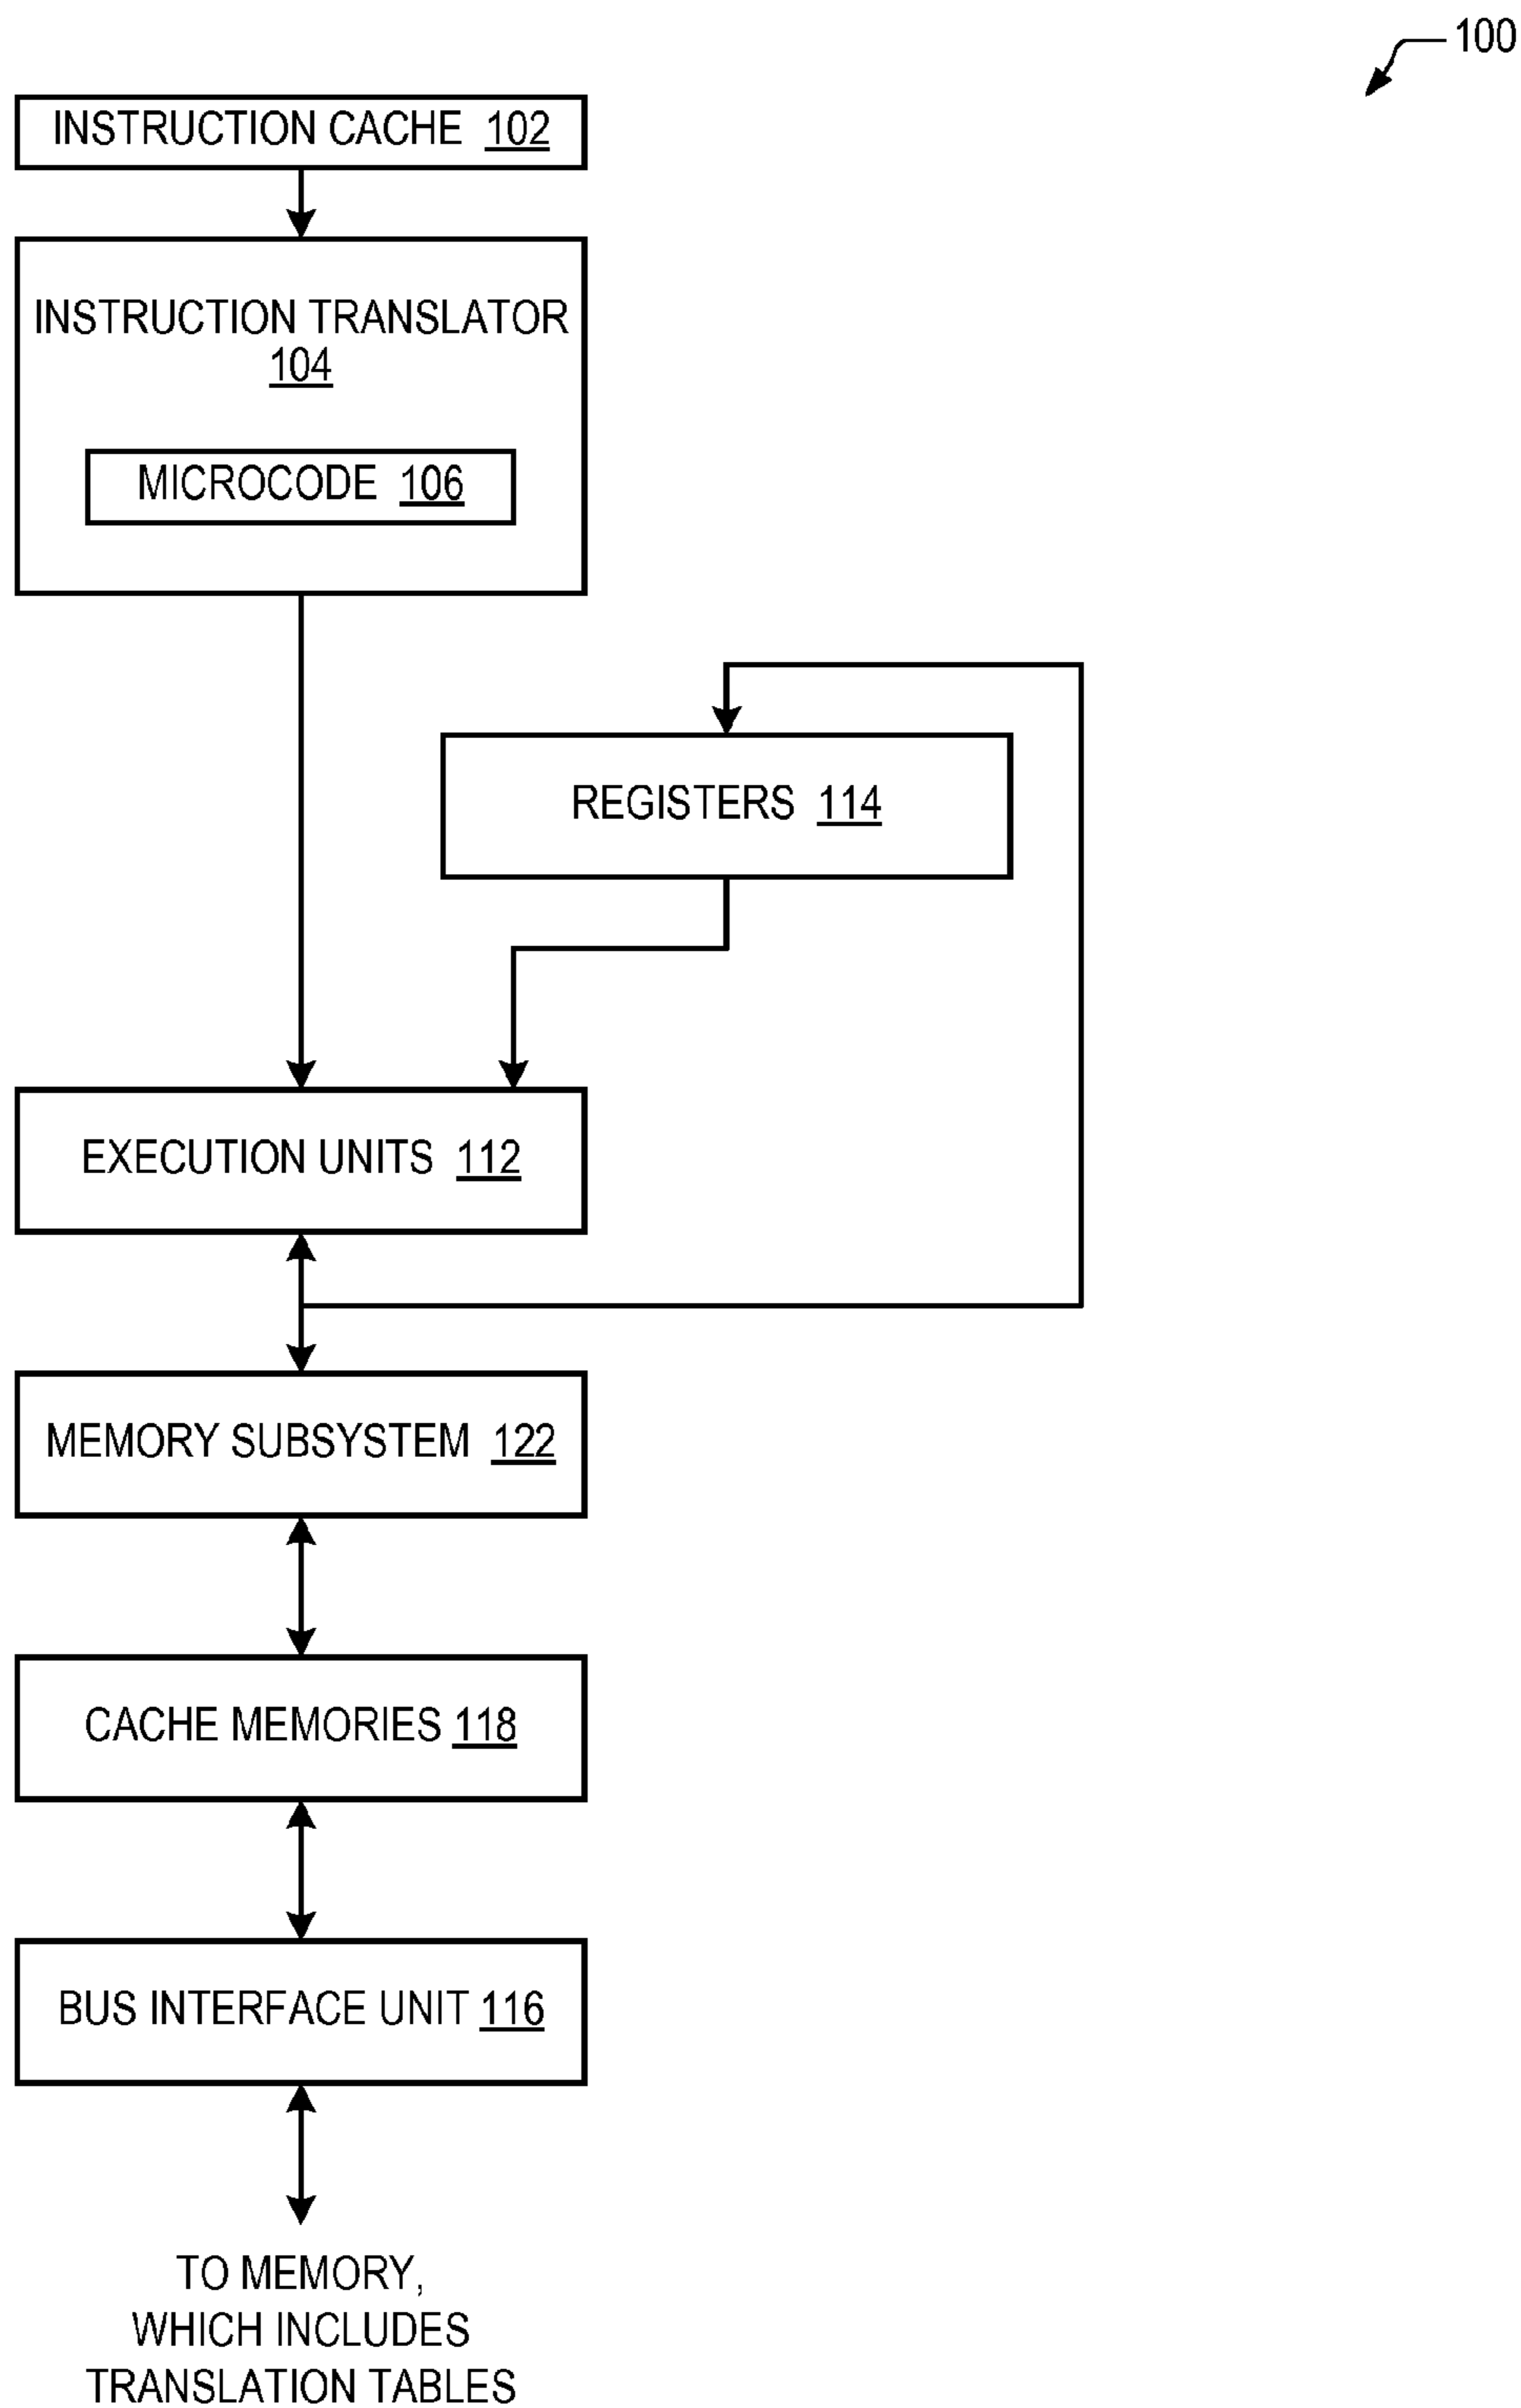 100
INSTRUCTION CACHE 102
INSTRUCTION TRANSLATOR
104
MICROCODE 106
REGISTERS 114
EXECUTION UNITS 112
MEMORY SUBSYSTEM 122
CACHE MEMORIES 118
BUS INTERFACE UNIT 116
TO MEMORY,
WHICH INCLUDES
TRANSLATION TABLES